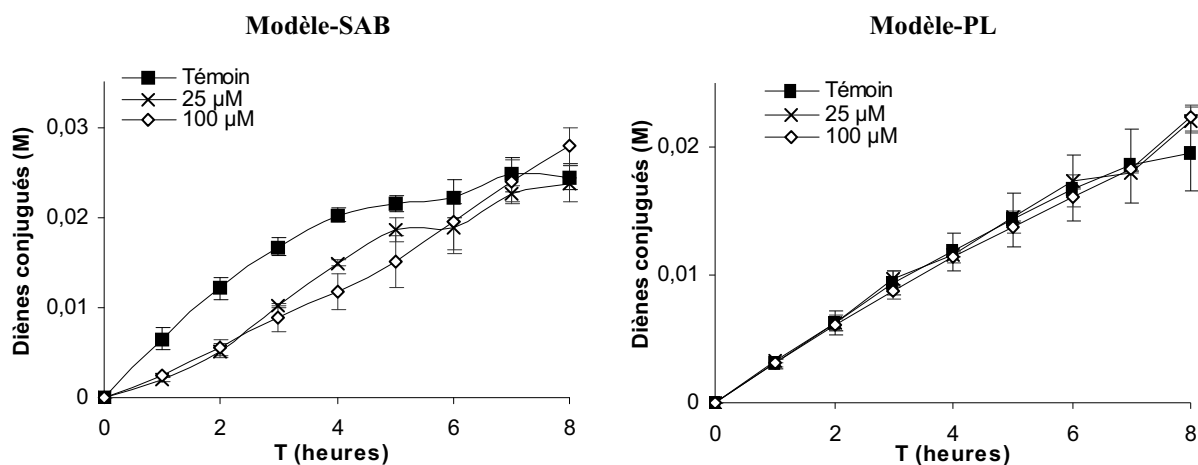 Modèle-SAB
Témoin
25 µM
100 µM
Diènes conjugués (M)
0,03
0,02
0,01
0
0 2 4 6 8
T (heures)
Modèle-PL
Témoin
25 µM
100 µM
Diènes conjugués (M)
0,02
0,01
0,00
0 2 4 6 8
T (heures)